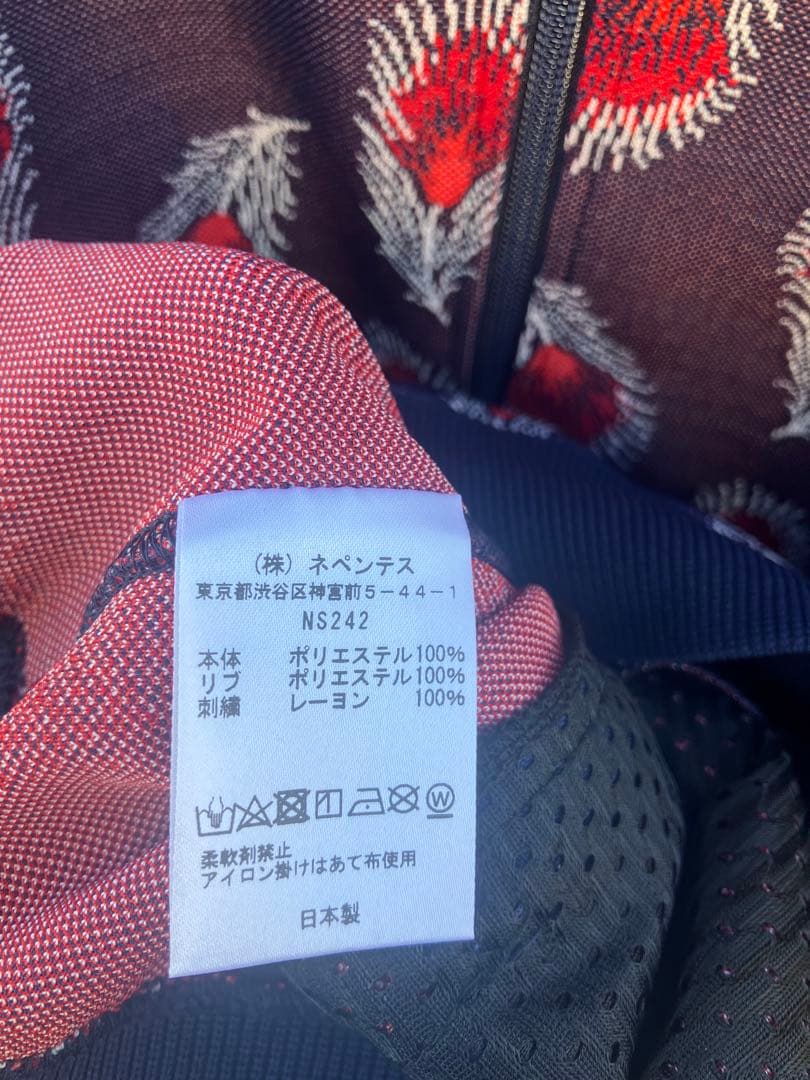 (株) ネペンテス
東京都渋谷区神宮前5-44-1
NS242
本体 ポリエステル100%
リブ ポリエステル100%
刺繍 レーヨン 100%
W
柔軟剤禁止
アイロン掛けはあて布使用
日本製